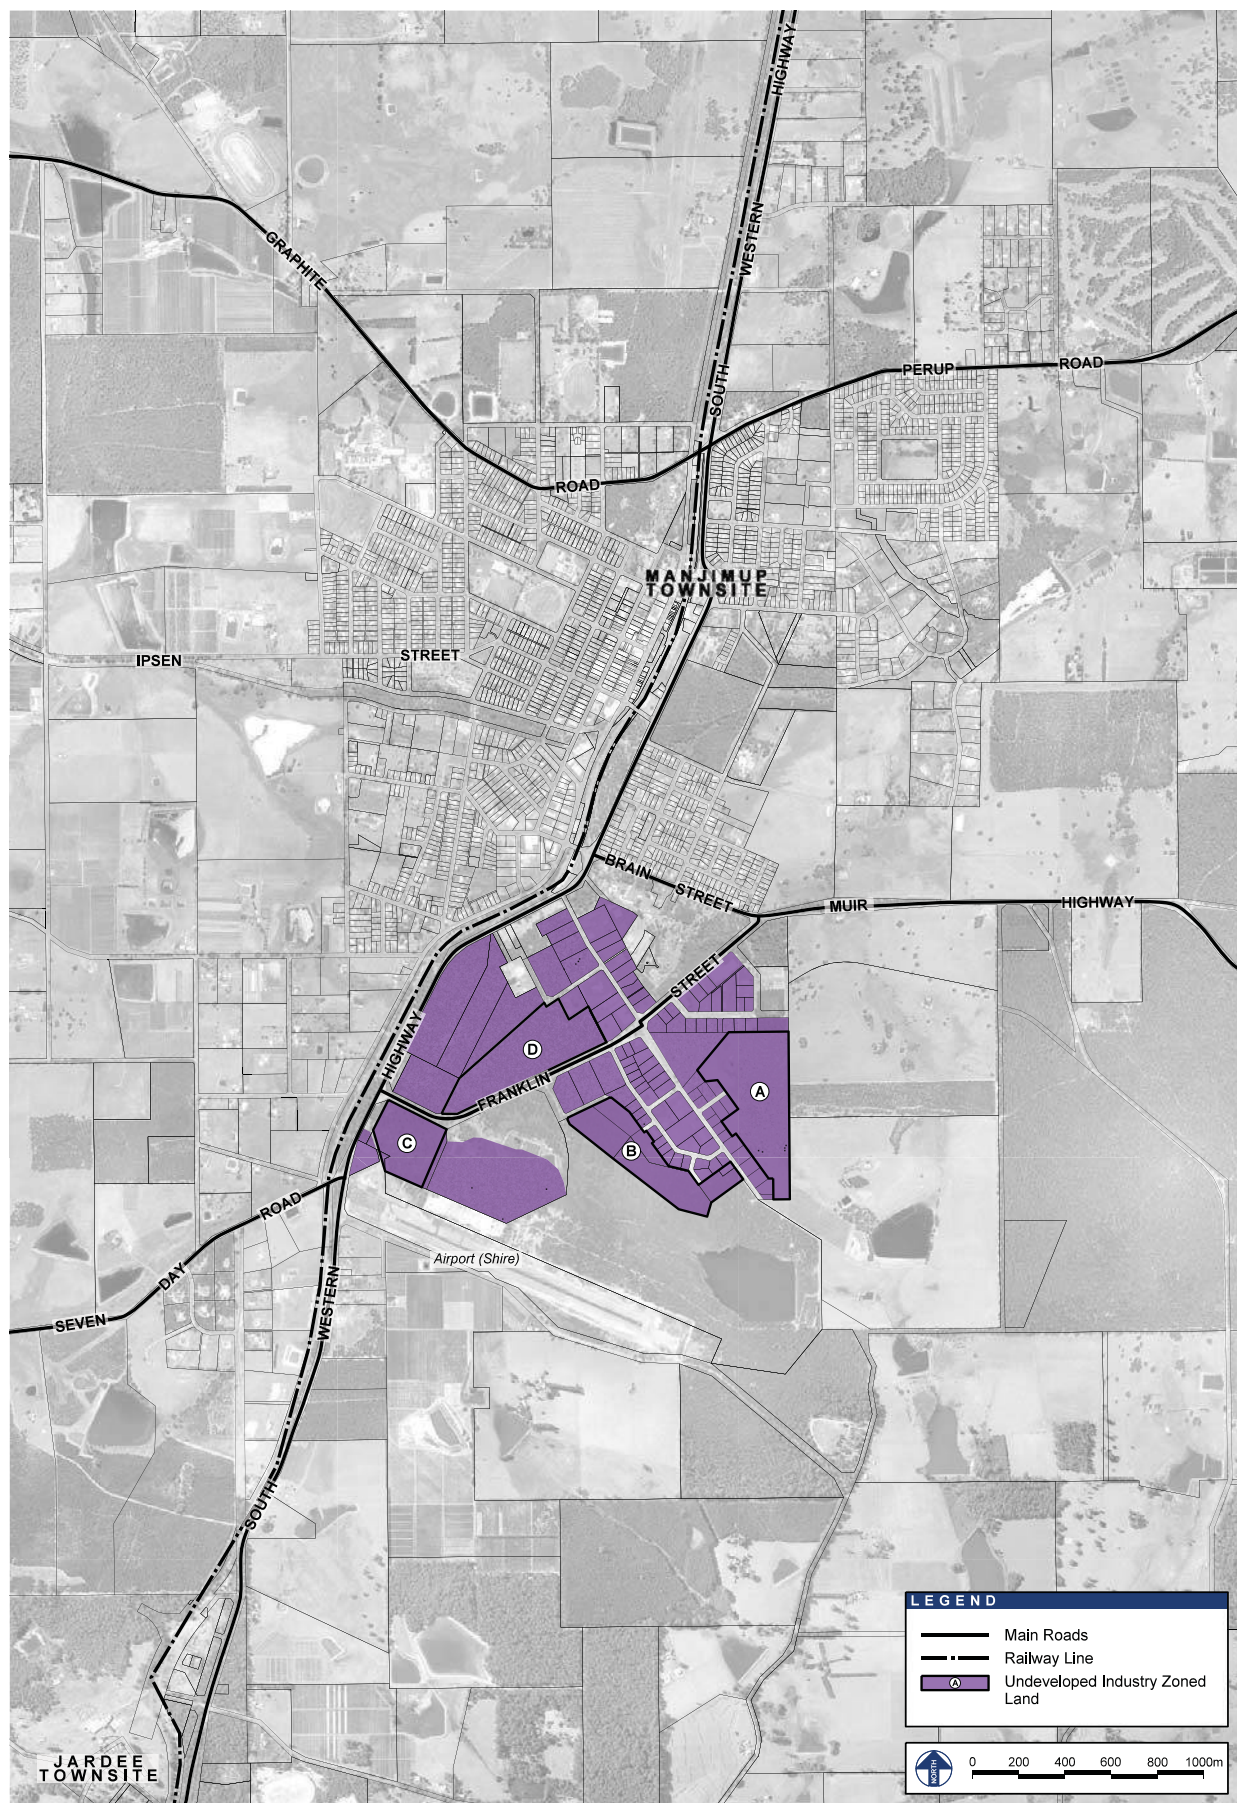 HIGHWAY
WESTERN
GRAPHITE
SOUTH
PERUP
ROAD
ROAD
MANJIMUP
TOWNSITE
IPSEN
STREET
BRAIN
STREET
MUIR
HIGHWAY
STREET
HIGHWAY
D
FRANKLIN
A
C
B
ROAD
Airport (Shire)
DAY
SEVEN
WESTERN
SOUTH
JARDEE
TOWNSITE
LEGEND
Main Roads
Railway Line
A
Undeveloped Industry Zoned
Land
NORTH
0 200 400 600 800 1000m